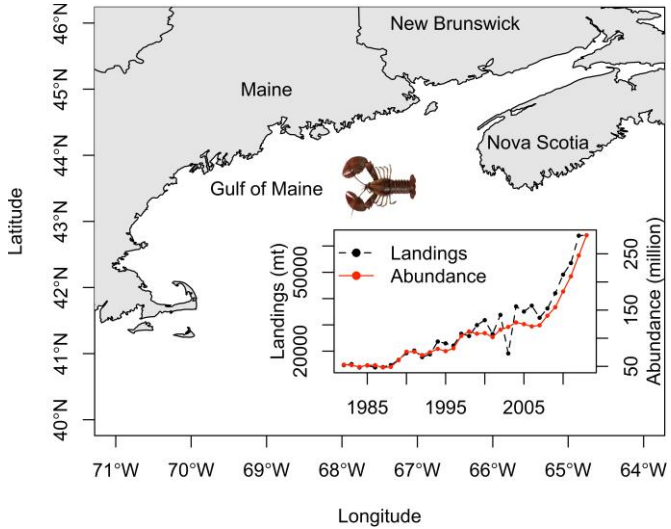 46°N
45°N
44°N
43°N
42°N
41°N
40°N
Latitude
New Brunswick
Maine
Nova Scotia
Gulf of Maine
Landings (mt)
50000
20000
Landings
Abundance
250
150
50
Abundance (million)
1985 1995 2005
71°W 70°W 69°W 68°W 67°W 66°W 65°W 64°W
Longitude